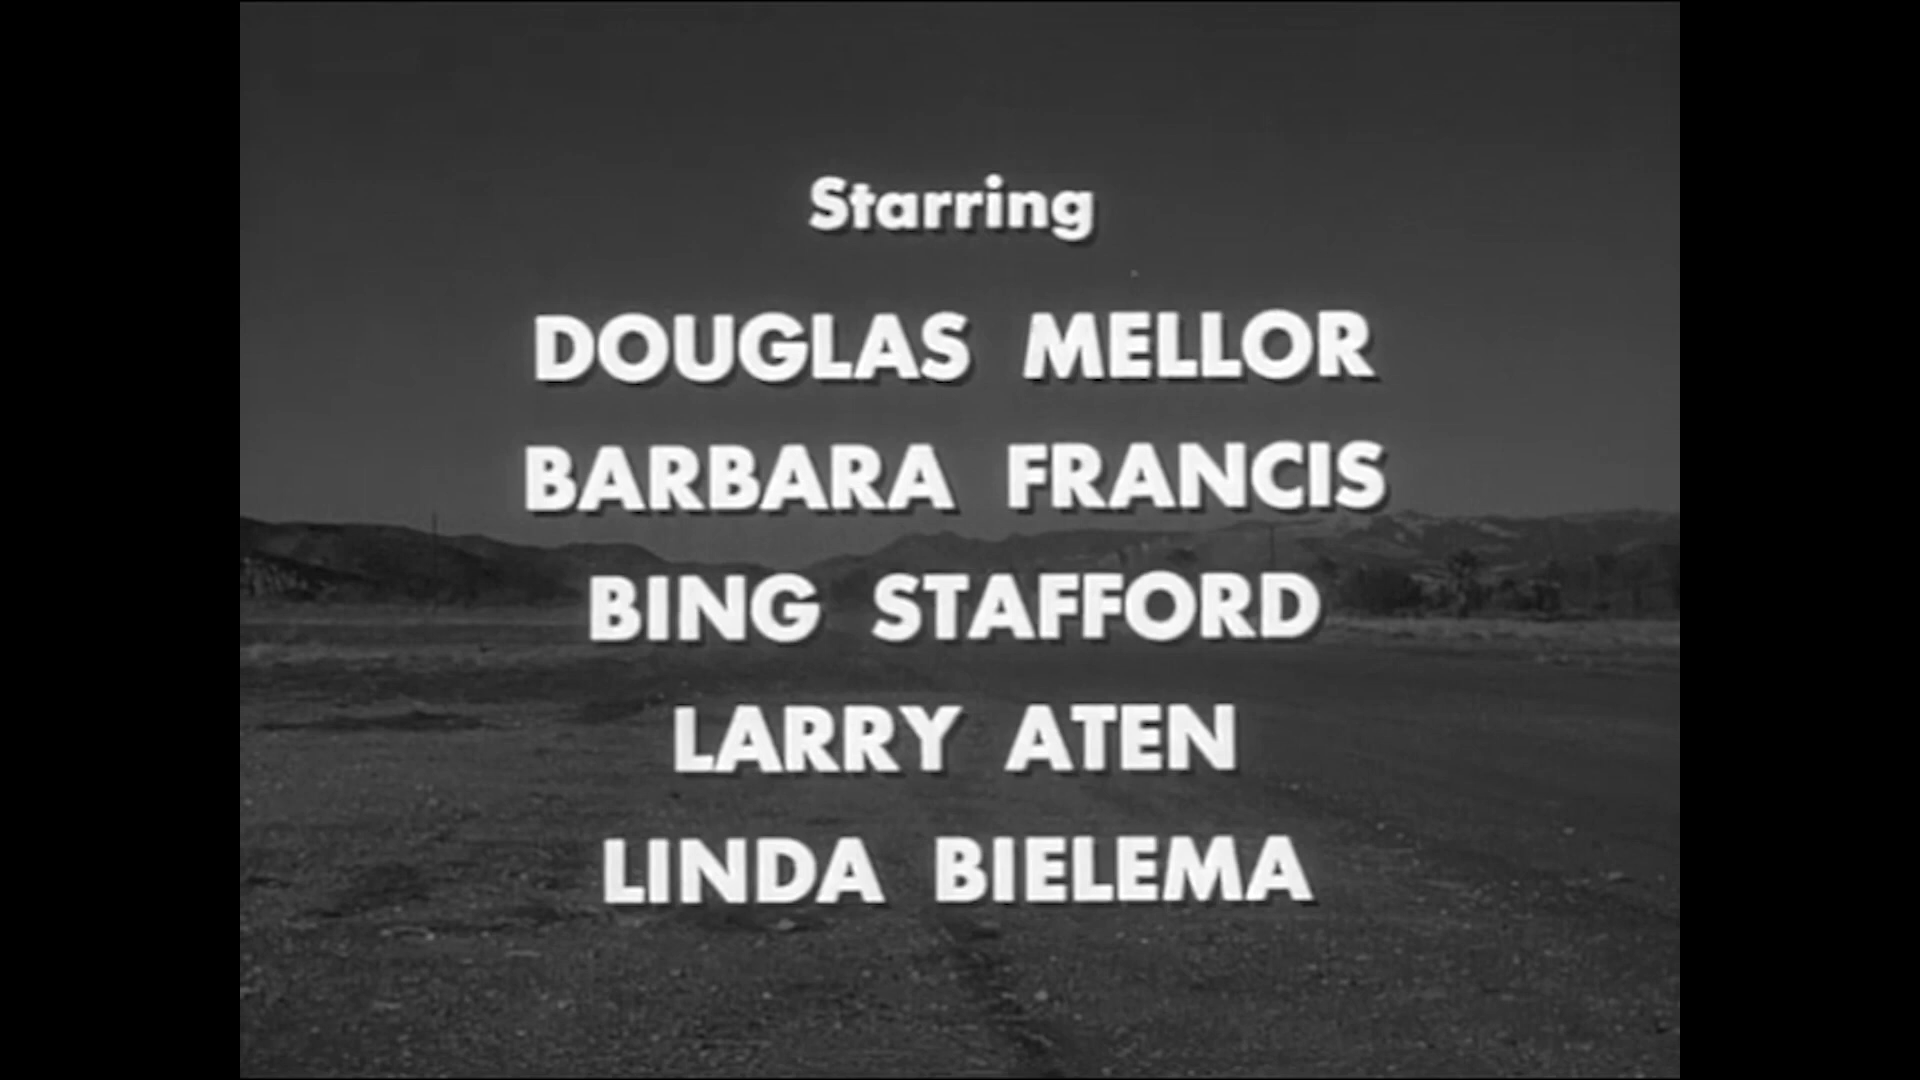 Starring
DOUGLAS MELLOR
BARBARA FRANCIS
BING STAFFORD
LARRY ATEN
LINDA BIELEMA